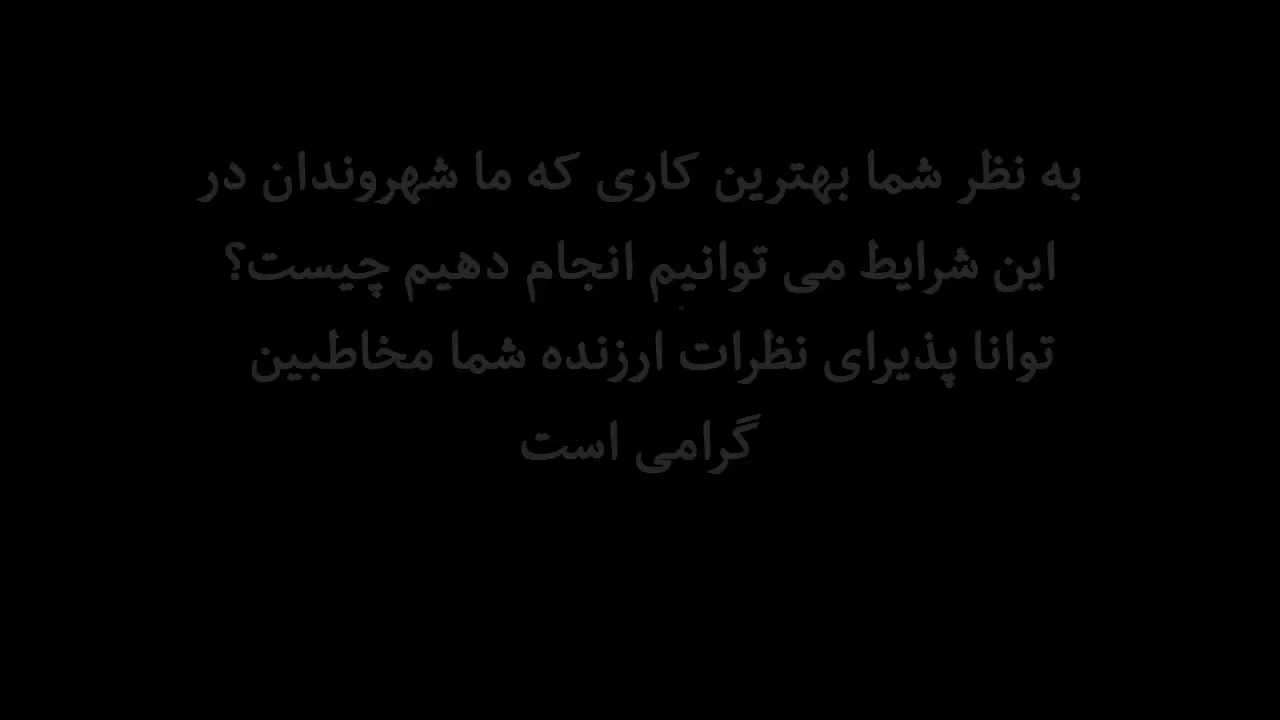 به نظر شما بهترین کاری که ما شهروندان در
این شرایط می توانیم انجام دهیم چیست؟
توانا پذیرای نظرات ارزنده شما مخاطبین
گرامی است